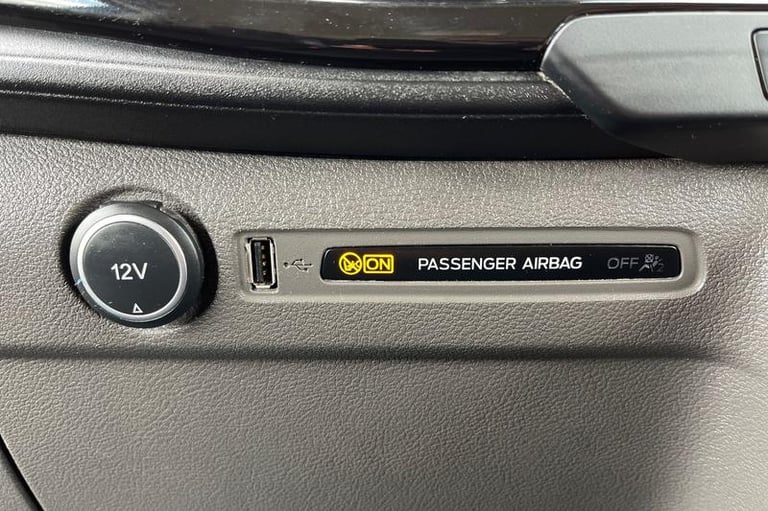 12V
ON PASSENGER AIRBAG OFF